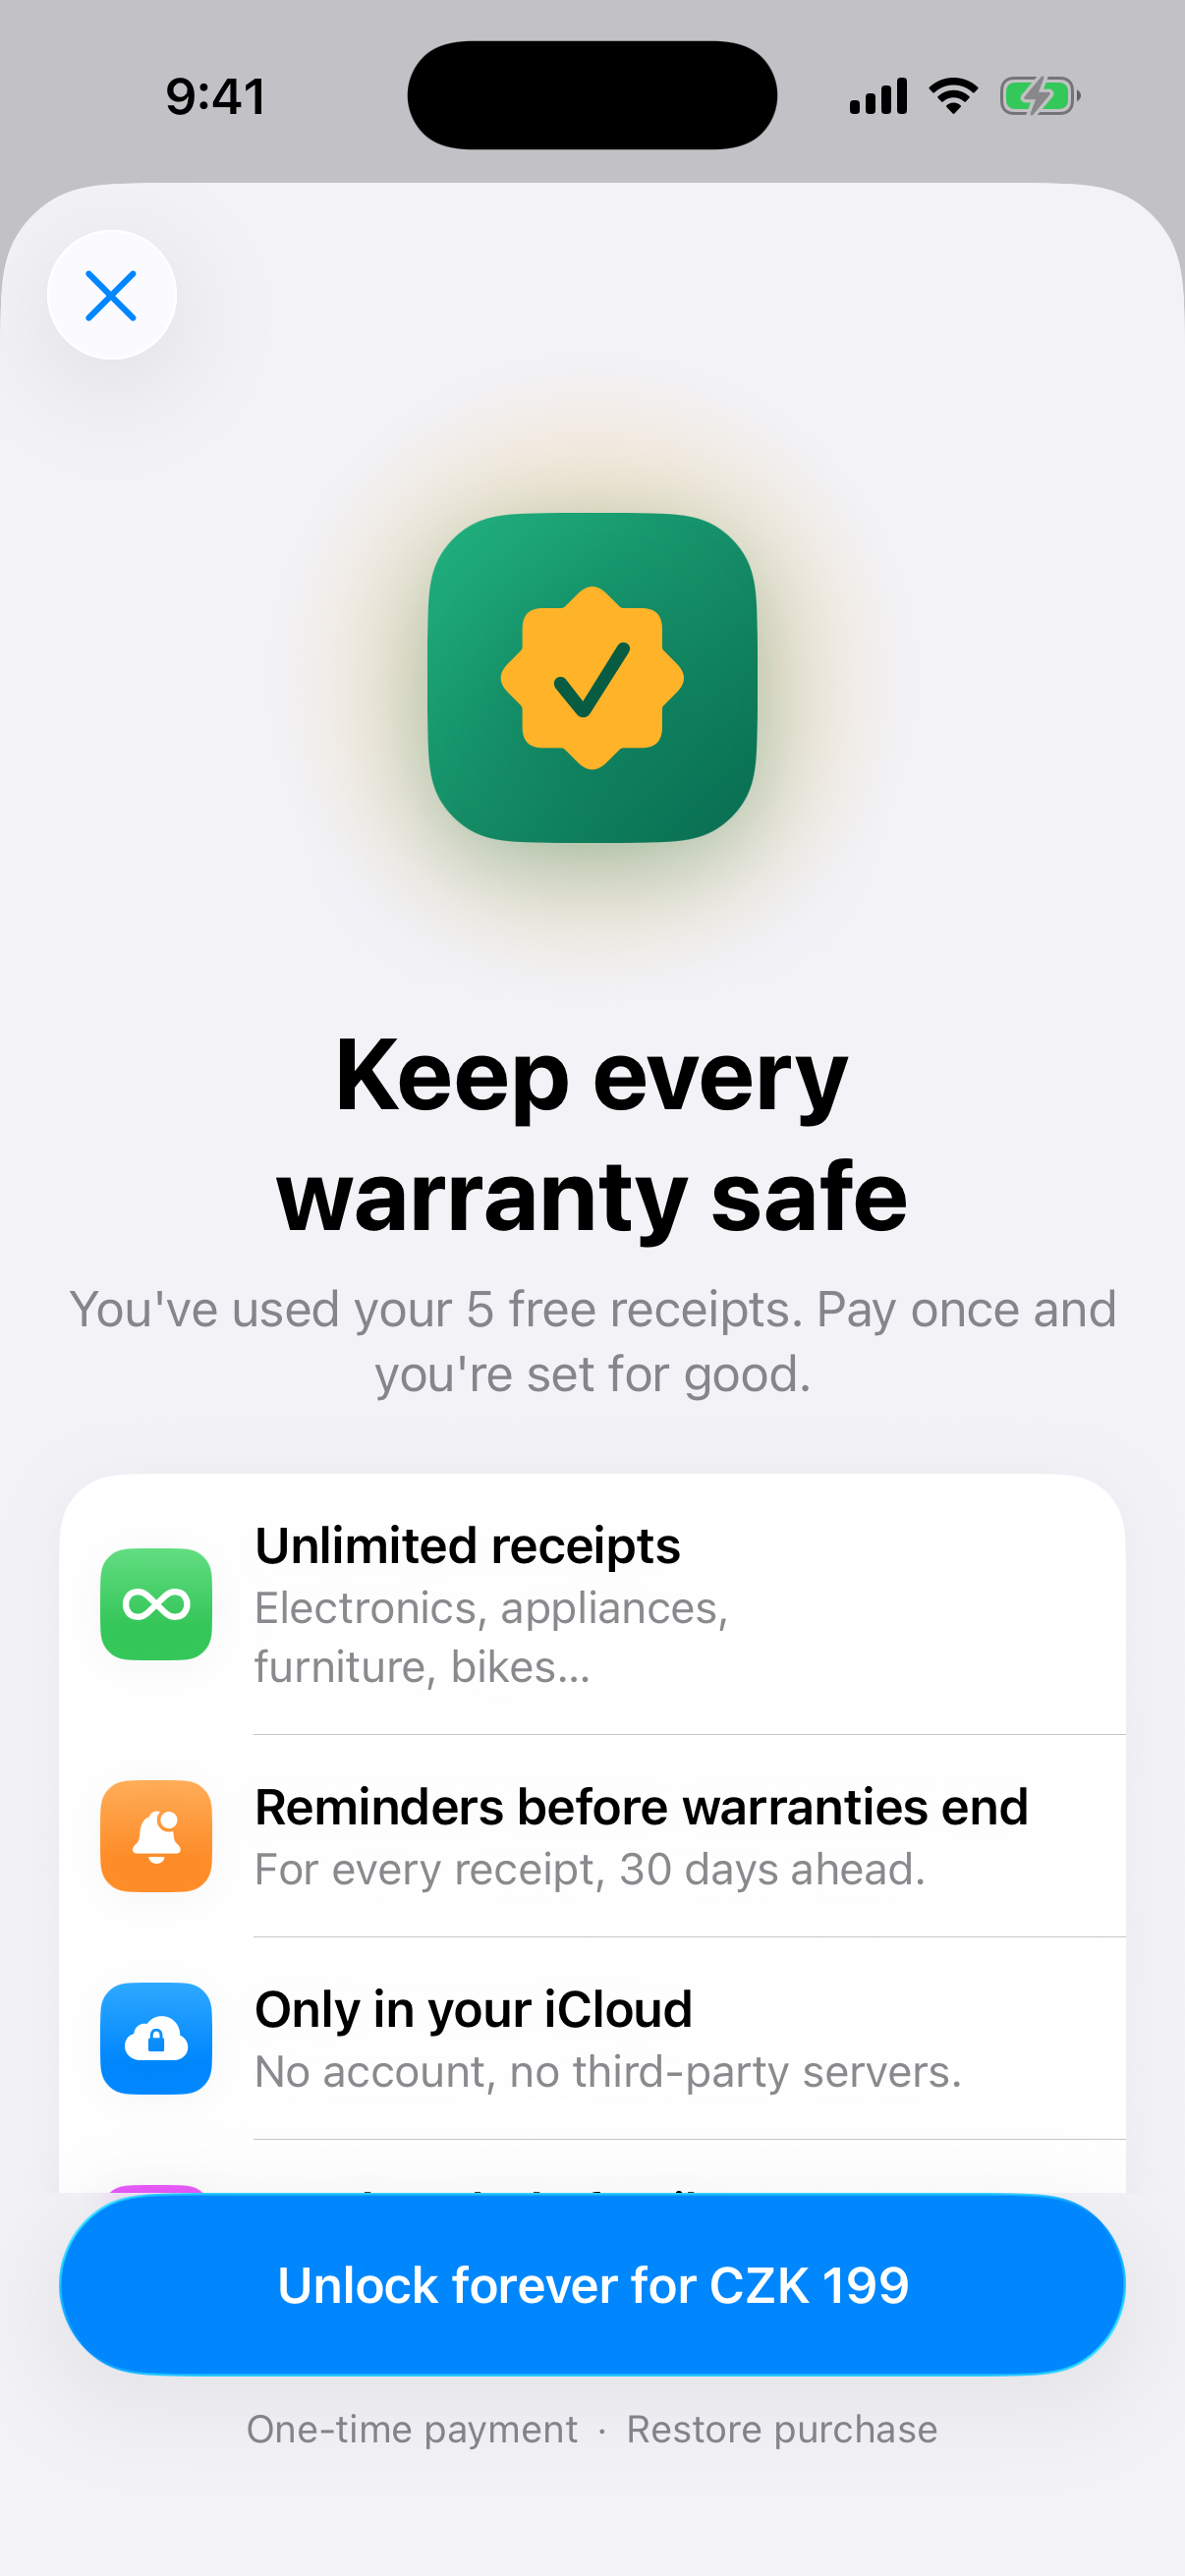 9:41
Keep every
warranty safe
You've used your 5 free receipts. Pay once and
you're set for good.
Unlimited receipts
Electronics, appliances,
furniture, bikes...
Reminders before warranties end
For every receipt, 30 days ahead.
Only in your iCloud
No account, no third-party servers.
Unlock forever for CZK 199
One-time payment · Restore purchase